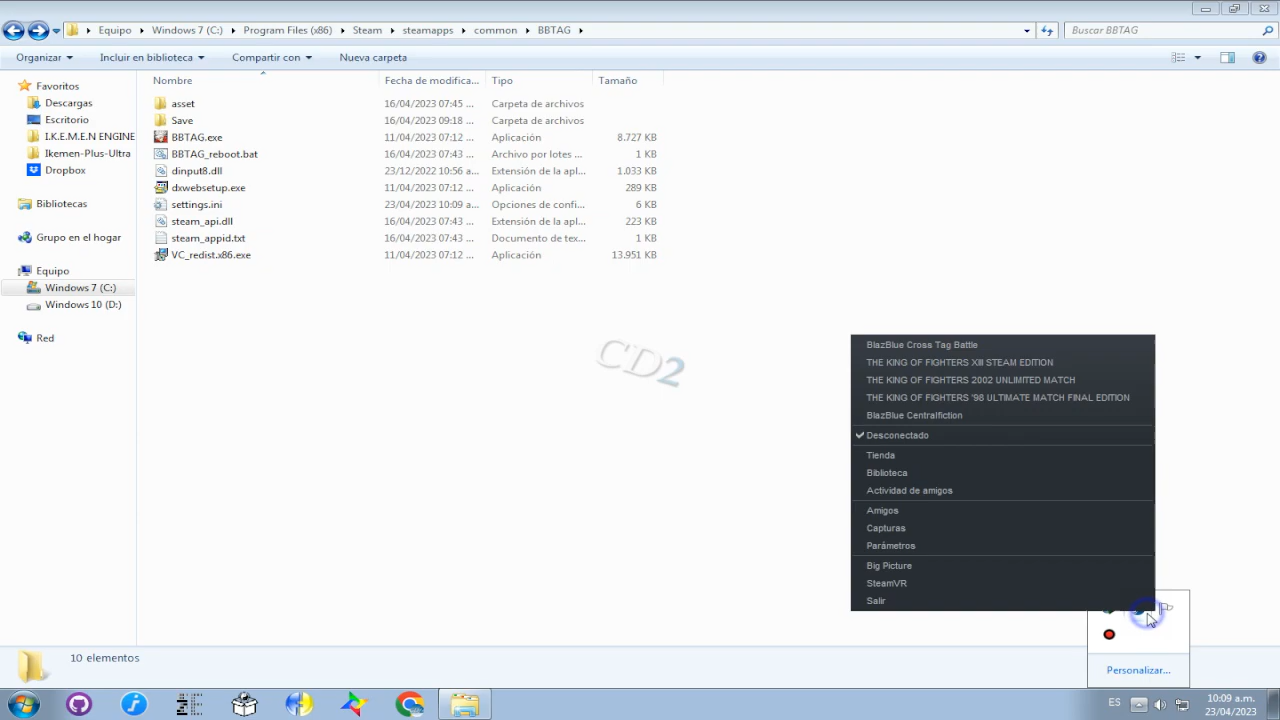 Equipo Windows 7 (C:) Program Files (x86) Steam steamapps common BBTAG
Buscar BBTAG
Organizar Incluir en biblioteca Compartir con Nueva carpeta
Favoritos
Descargas
Escritorio
I.K.E.M.E.N ENGINE
Ikemen-Plus-Ultra
Dropbox
Bibliotecas
Grupo en el hogar
Equipo
Windows 7 (C:)
Windows 10 (D:)
Red
Nombre Fecha de modifica... Tipo Tamaño
asset 16/04/2023 07:45 ... Carpeta de archivos
Save 16/04/2023 09:18 ... Carpeta de archivos
BBTAG.exe 11/04/2023 07:12 ... Aplicación 8.727 KB
BBTAG_reboot.bat 16/04/2023 07:43 ... Archivo por lotes ... 1 KB
dinput8.dll 23/12/2022 10:56 a... Extensión de la apl... 1.033 KB
dxwebsetup.exe 11/04/2023 07:12 ... Aplicación 289 KB
settings.ini 23/04/2023 10:09 a... Opciones de confi... 6 KB
steam_api.dll 16/04/2023 07:43 ... Extensión de la apl... 223 KB
steam_appid.txt 16/04/2023 07:43 ... Documento de tex... 1 KB
VC_redist.x86.exe 11/04/2023 07:12 ... Aplicación 13.951 KB
CD2
BlazBlue Cross Tag Battle
THE KING OF FIGHTERS XIII STEAM EDITION
THE KING OF FIGHTERS 2002 UNLIMITED MATCH
THE KING OF FIGHTERS '98 ULTIMATE MATCH FINAL EDITION
BlazBlue Centralfiction
Desconectado
Tienda
Biblioteca
Actividad de amigos
Amigos
Capturas
Parámetros
Big Picture
SteamVR
Salir
Personalizar...
10 elementos
ES
10:09 a.m.
23/04/2023